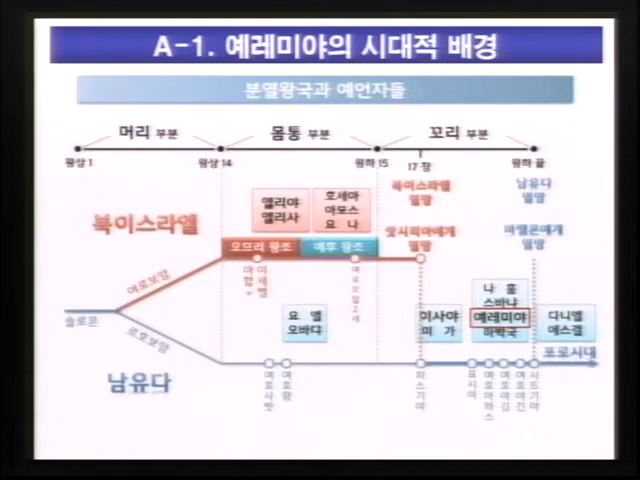 A-1. 예레미야의 시대적 배경
분열왕국과 예언자들
머리 부분
몸통 부분
꼬리 부분
왕상 1
왕상 14
왕하 15
17 장
왕하 끝
북이스라엘
멸망
남유다
멸망
엘리야
엘리사
호세아
아모스
요 나
북이스라엘
앗시리아에게
멸망
바벨론에게
멸망
오므리 왕조
예후 왕조
아합+
이세벨
여로보암2세
여로보암
솔로몬
르호보암
요 엘
오바댜
이사야
미 가
나 훔
스바냐
예레미야
하박국
다니엘
에스겔
포로시대
남유다
여호사밧
여호람
히스기야
요시야
여호아하스
여호야김
여호야긴
시드기야